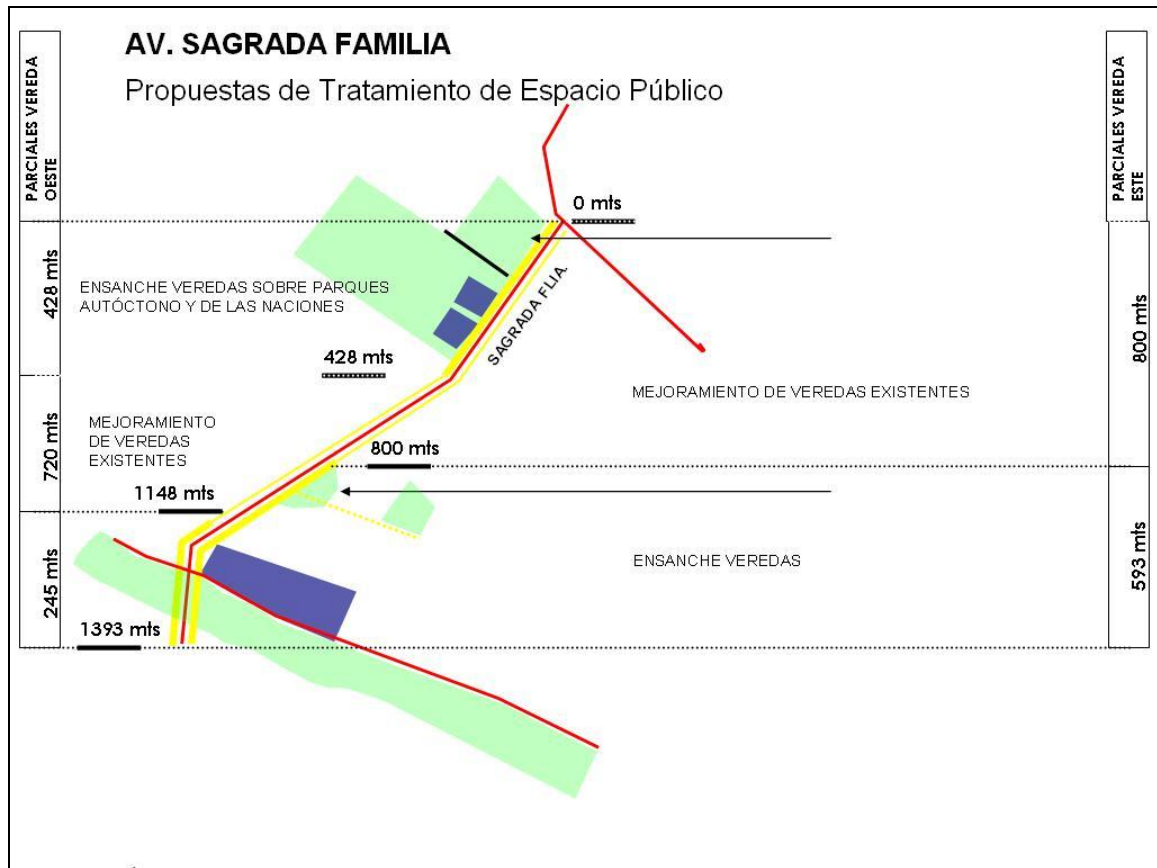 AV. SAGRADA FAMILIA
Propuestas de Tratamiento de Espacio Público
PARCIALES VEREDA
OESTE
PARCIALES VEREDA
ESTE
0 mts
428 mts
ENSANCHE VEREDAS SOBRE PARQUES
AUTÓCTONO Y DE LAS NACIONES
SAGRADA FLIA.
800 mts
428 mts
MEJORAMIENTO DE VEREDAS EXISTENTES
720 mts
MEJORAMIENTO
DE VEREDAS
EXISTENTES
800 mts
1148 mts
245 mts
ENSANCHE VEREDAS
593 mts
1393 mts